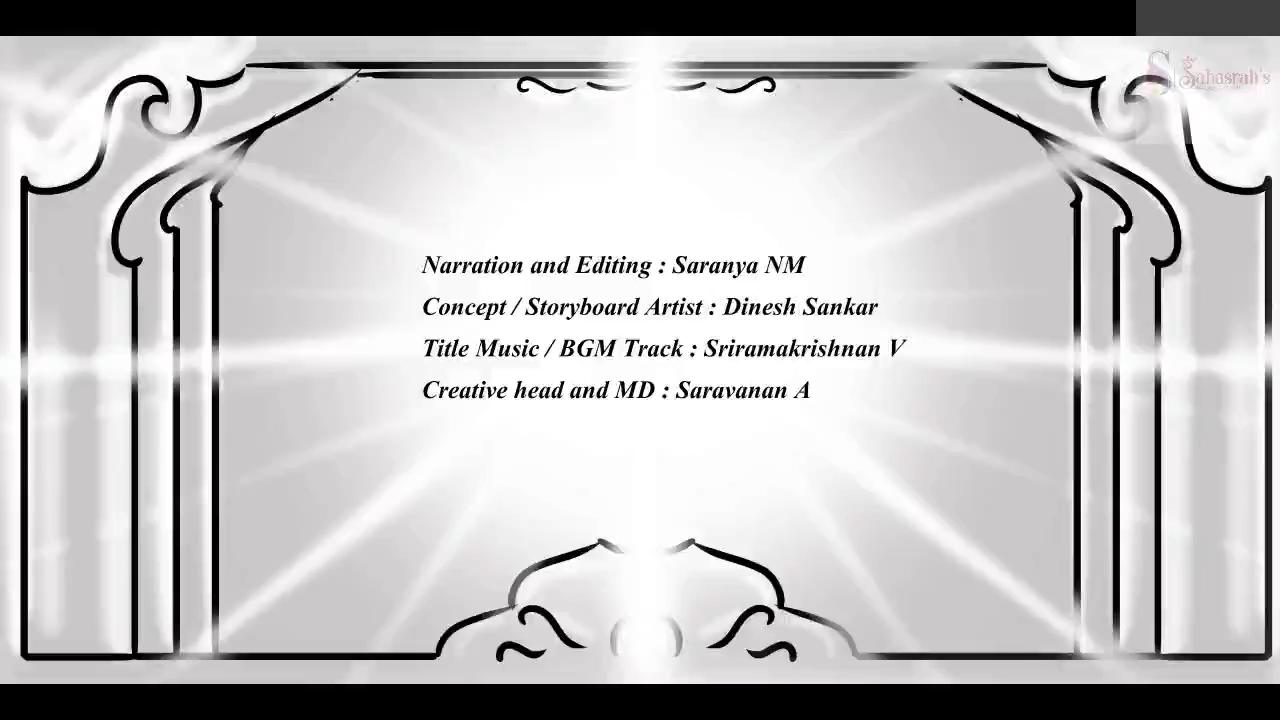 Sahasrah's
Narration and Editing : Saranya NM
Concept / Storyboard Artist : Dinesh Sankar
Title Music / BGM Track : Sriramakrishnan V
Creative head and MD : Saravanan A